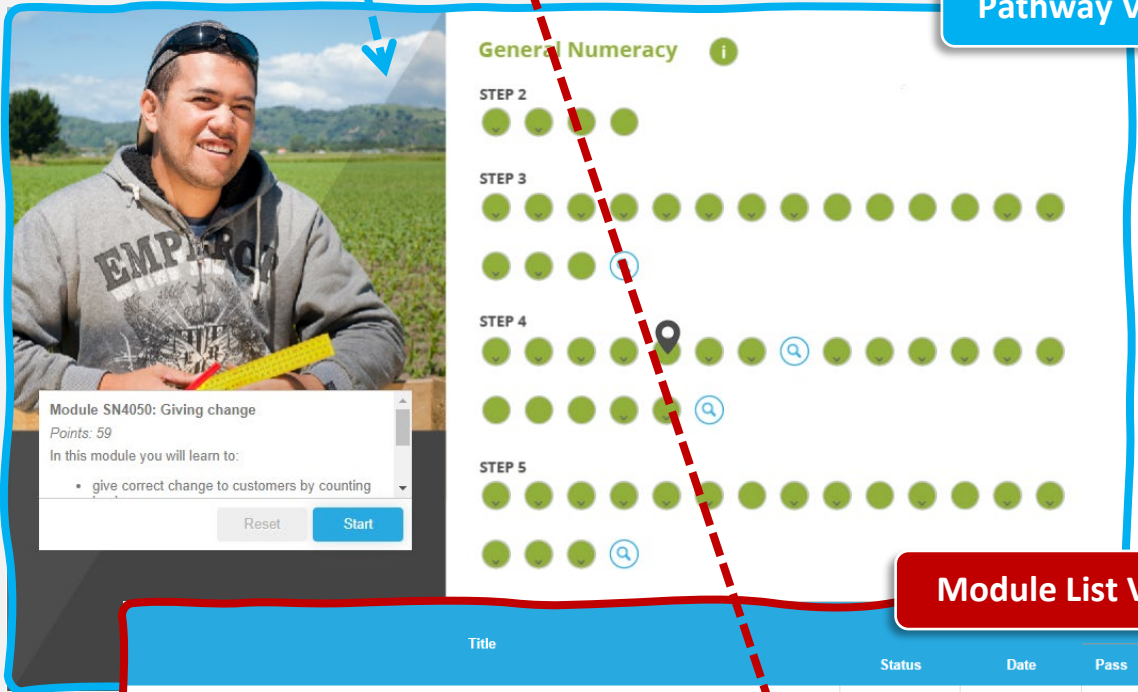 Pathway V
General Numeracy i
STEP 2
STEP 3
STEP 4
STEP 5
EMPEROR
Module SN4050: Giving change
Points: 59
In this module you will learn to:
• give correct change to customers by counting
Reset Start
Module List V
Title
Status Date Pass